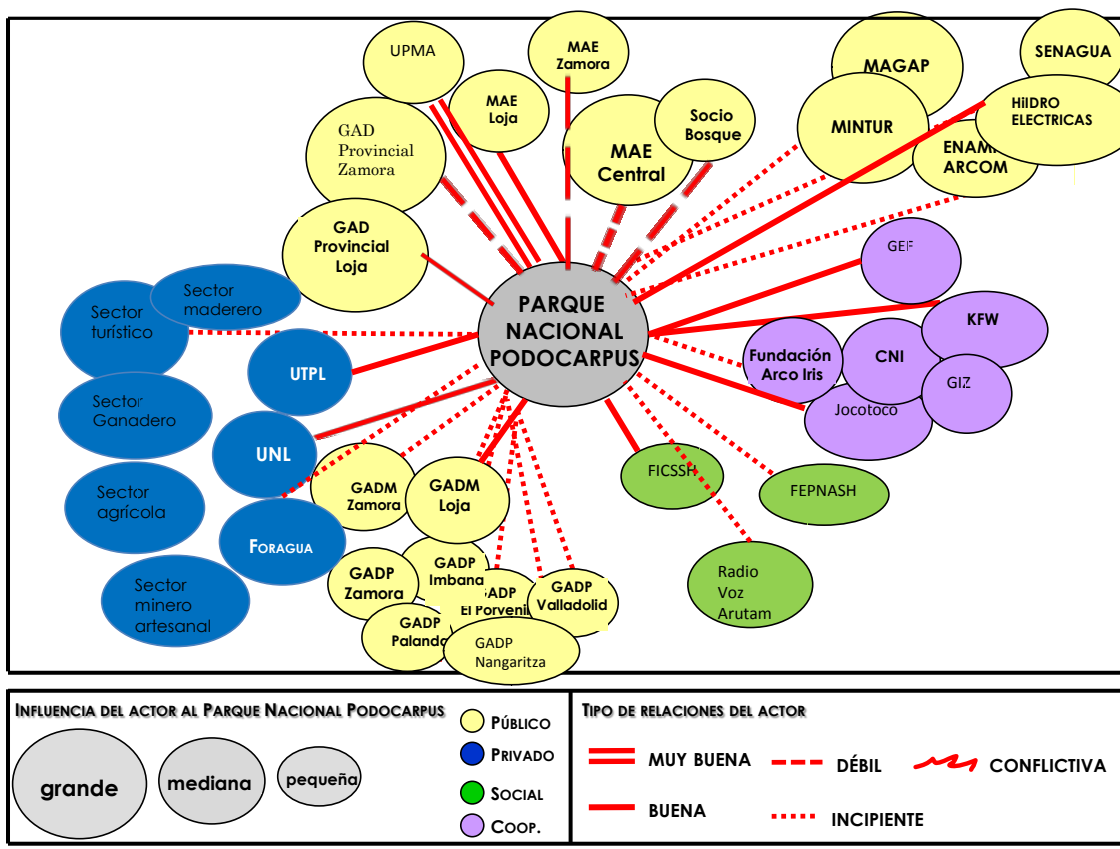 UPMA
MAE
Zamora
MAE
Loja
Socio
Bosque
MAE
Central
MAGAP
SENAGUA
MINTUR
HiIDRO
ELECTRICAS
ENAMI
ARCOM
GAD
Provincial
Zamora
GAD
Provincial
Loja
PARQUE
NACIONAL
PODOCARPUS
GEF
KFW
CNI
GIZ
Fundación
Arco Iris
Jocotoco
Sector
maderero
Sector
turístico
UTPL
Sector
Ganadero
UNL
Sector
agrícola
FORAGUA
Sector
minero
artesanal
GADM
Zamora
GADM
Loja
GADP
Zamora
GADP
Imbana
GADP
Palanda
GADP
El Porvenir
GADP
Valladolid
GADP
Nangaritza
FICSSH
FEPNASH
Radio
Voz
Arutam
INFLUENCIA DEL ACTOR AL PARQUE NACIONAL PODOCARPUS
grande
mediana
pequeña
PÚBLICO
PRIVADO
SOCIAL
COOP.
TIPO DE RELACIONES DEL ACTOR
MUY BUENA
DÉBIL
CONFLICTIVA
BUENA
INCIPIENTE